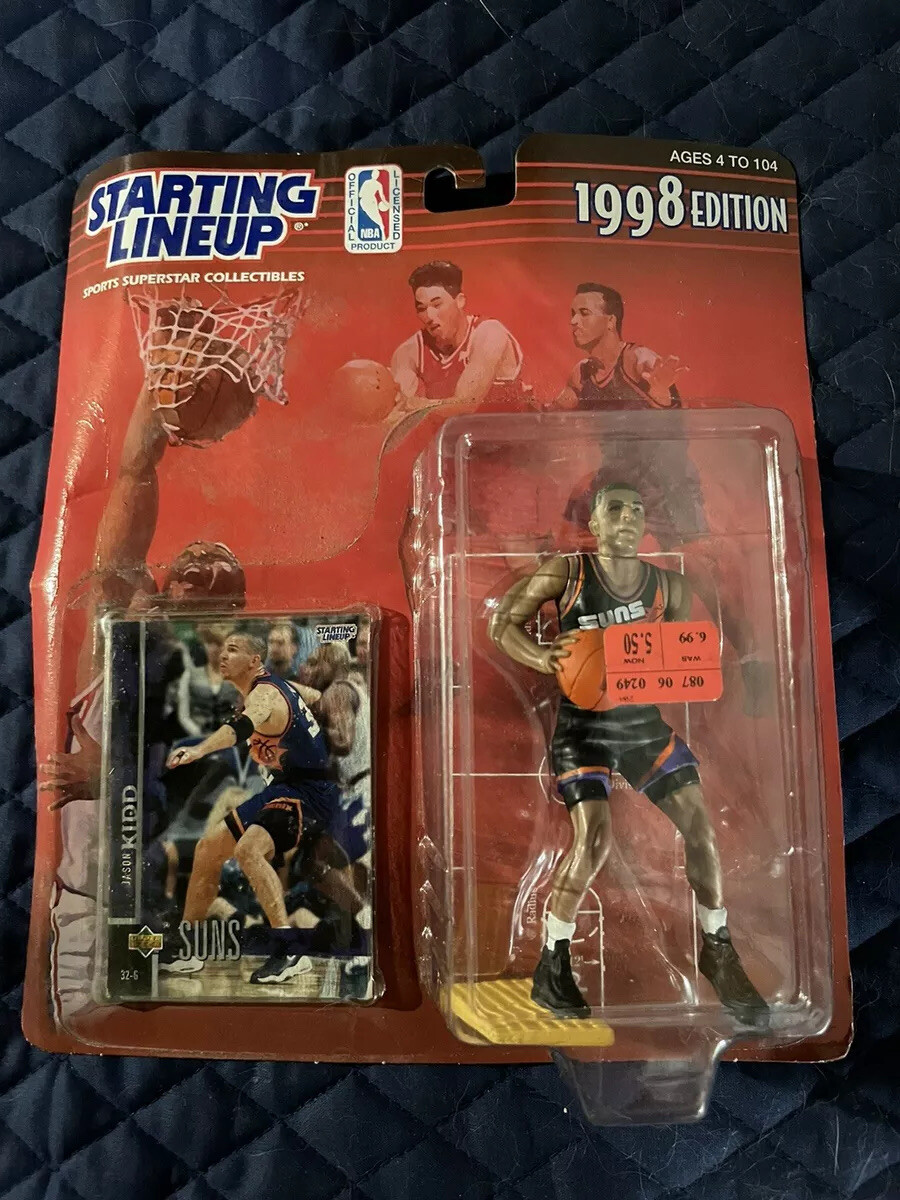 AGES 4 TO 104
STARTING
LINEUP®
OFFICIAL
LICENSED
NBA
PRODUCT
1998 EDITION
SPORTS SUPERSTAR COLLECTIBLES
STARTING
LINEUP
SUNS
087 06 0249
WAS NOW
6.99 5.50
JASON KIDD
SUNS
32-6